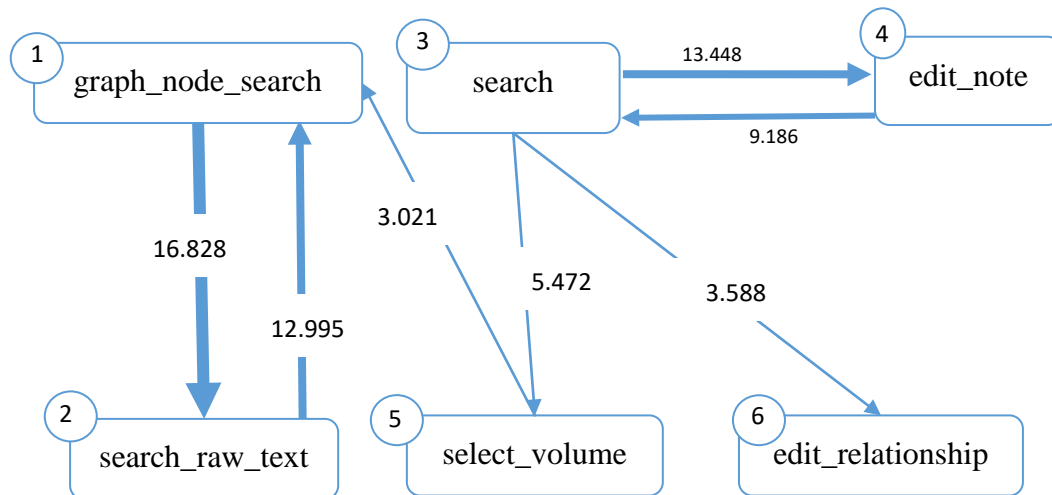 1
graph_node_search
3
search
4
edit_note
13.448
9.186
16.828
12.995
3.021
5.472
3.588
2
search_raw_text
5
select_volume
6
edit_relationship